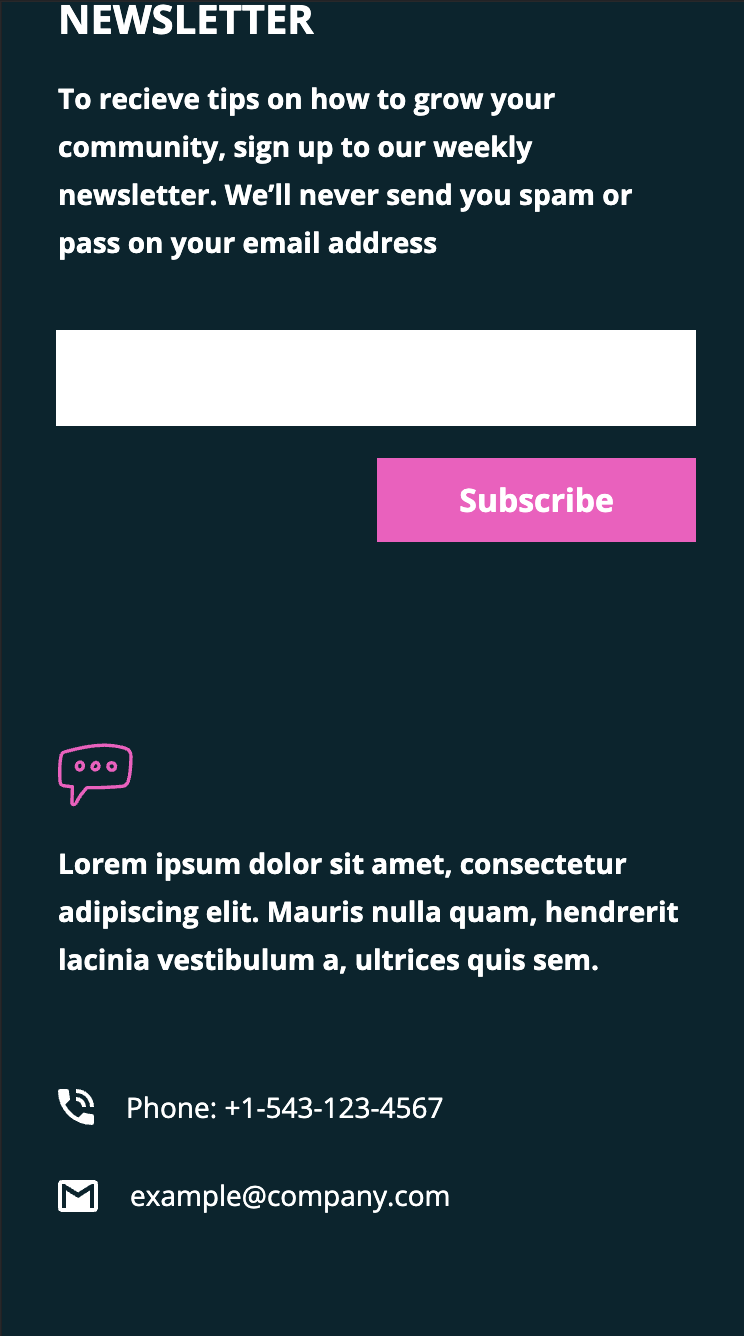 NEWSLETTER
To recieve tips on how to grow your
community, sign up to our weekly
newsletter. We’ll never send you spam or
pass on your email address
Subscribe
Lorem ipsum dolor sit amet, consectetur
adipiscing elit. Mauris nulla quam, hendrerit
lacinia vestibulum a, ultrices quis sem.
Phone: +1-543-123-4567
example@company.com